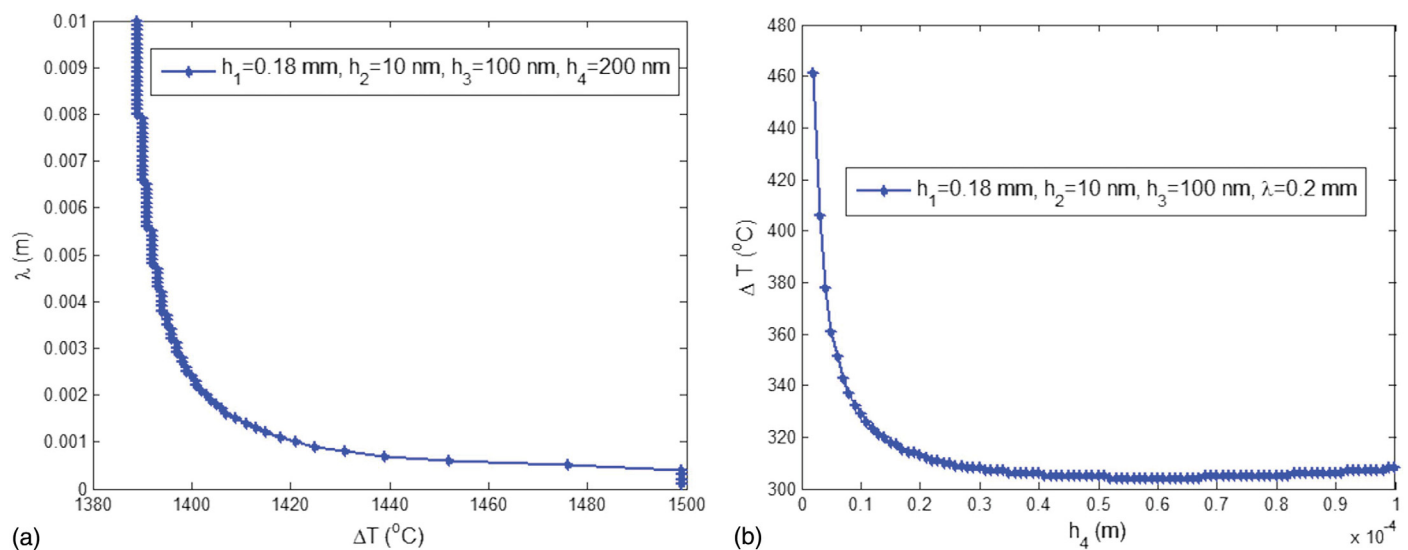 0.01
0.009
0.008
0.007
0.006
0.005
0.004
0.003
0.002
0.001
0
λ (m)
h1=0.18 mm, h2=10 nm, h3=100 nm, h4=200 nm
1380 1400 1420 1440 1460 1480 1500
ΔT (°C)
(a)
480
460
440
420
400
380
360
340
320
300
Δ T (°C)
h1=0.18 mm, h2=10 nm, h3=100 nm, λ=0.2 mm
0 0.1 0.2 0.3 0.4 0.5 0.6 0.7 0.8 0.9 1
h4 (m)
x 10-4
(b)